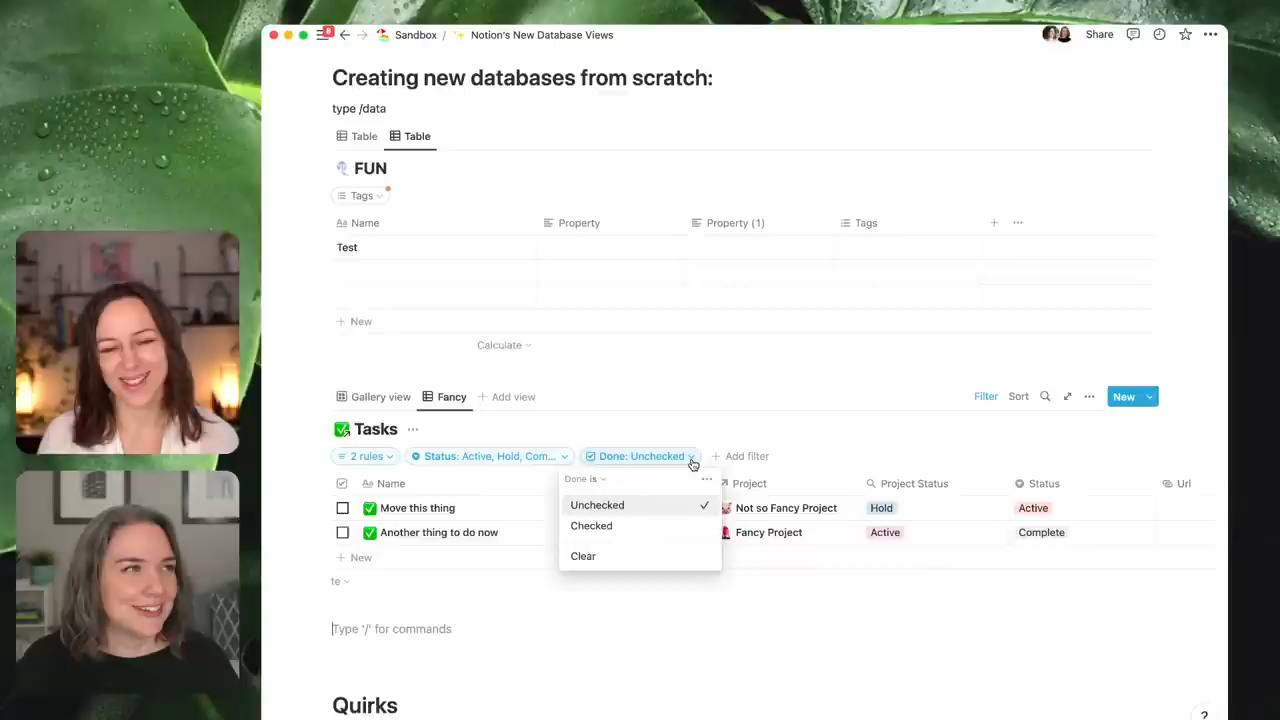 8
Sandbox / Notion's New Database Views
Share
Creating new databases from scratch:
type /data
Table Table
FUN
Tags
Aa Name Property Property (1) Tags
Test
New
Calculate
Gallery view Fancy Add view Filter Sort New
Tasks
2 rules Status: Active, Hold, Com... Done: Unchecked Add filter
Done is
Aa Name Project Project Status Status Url
Unchecked
Move this thing Not so Fancy Project Hold Active
Checked
Another thing to do now Fancy Project Active Complete
Clear
New
te
Type '/' for commands
Quirks
?